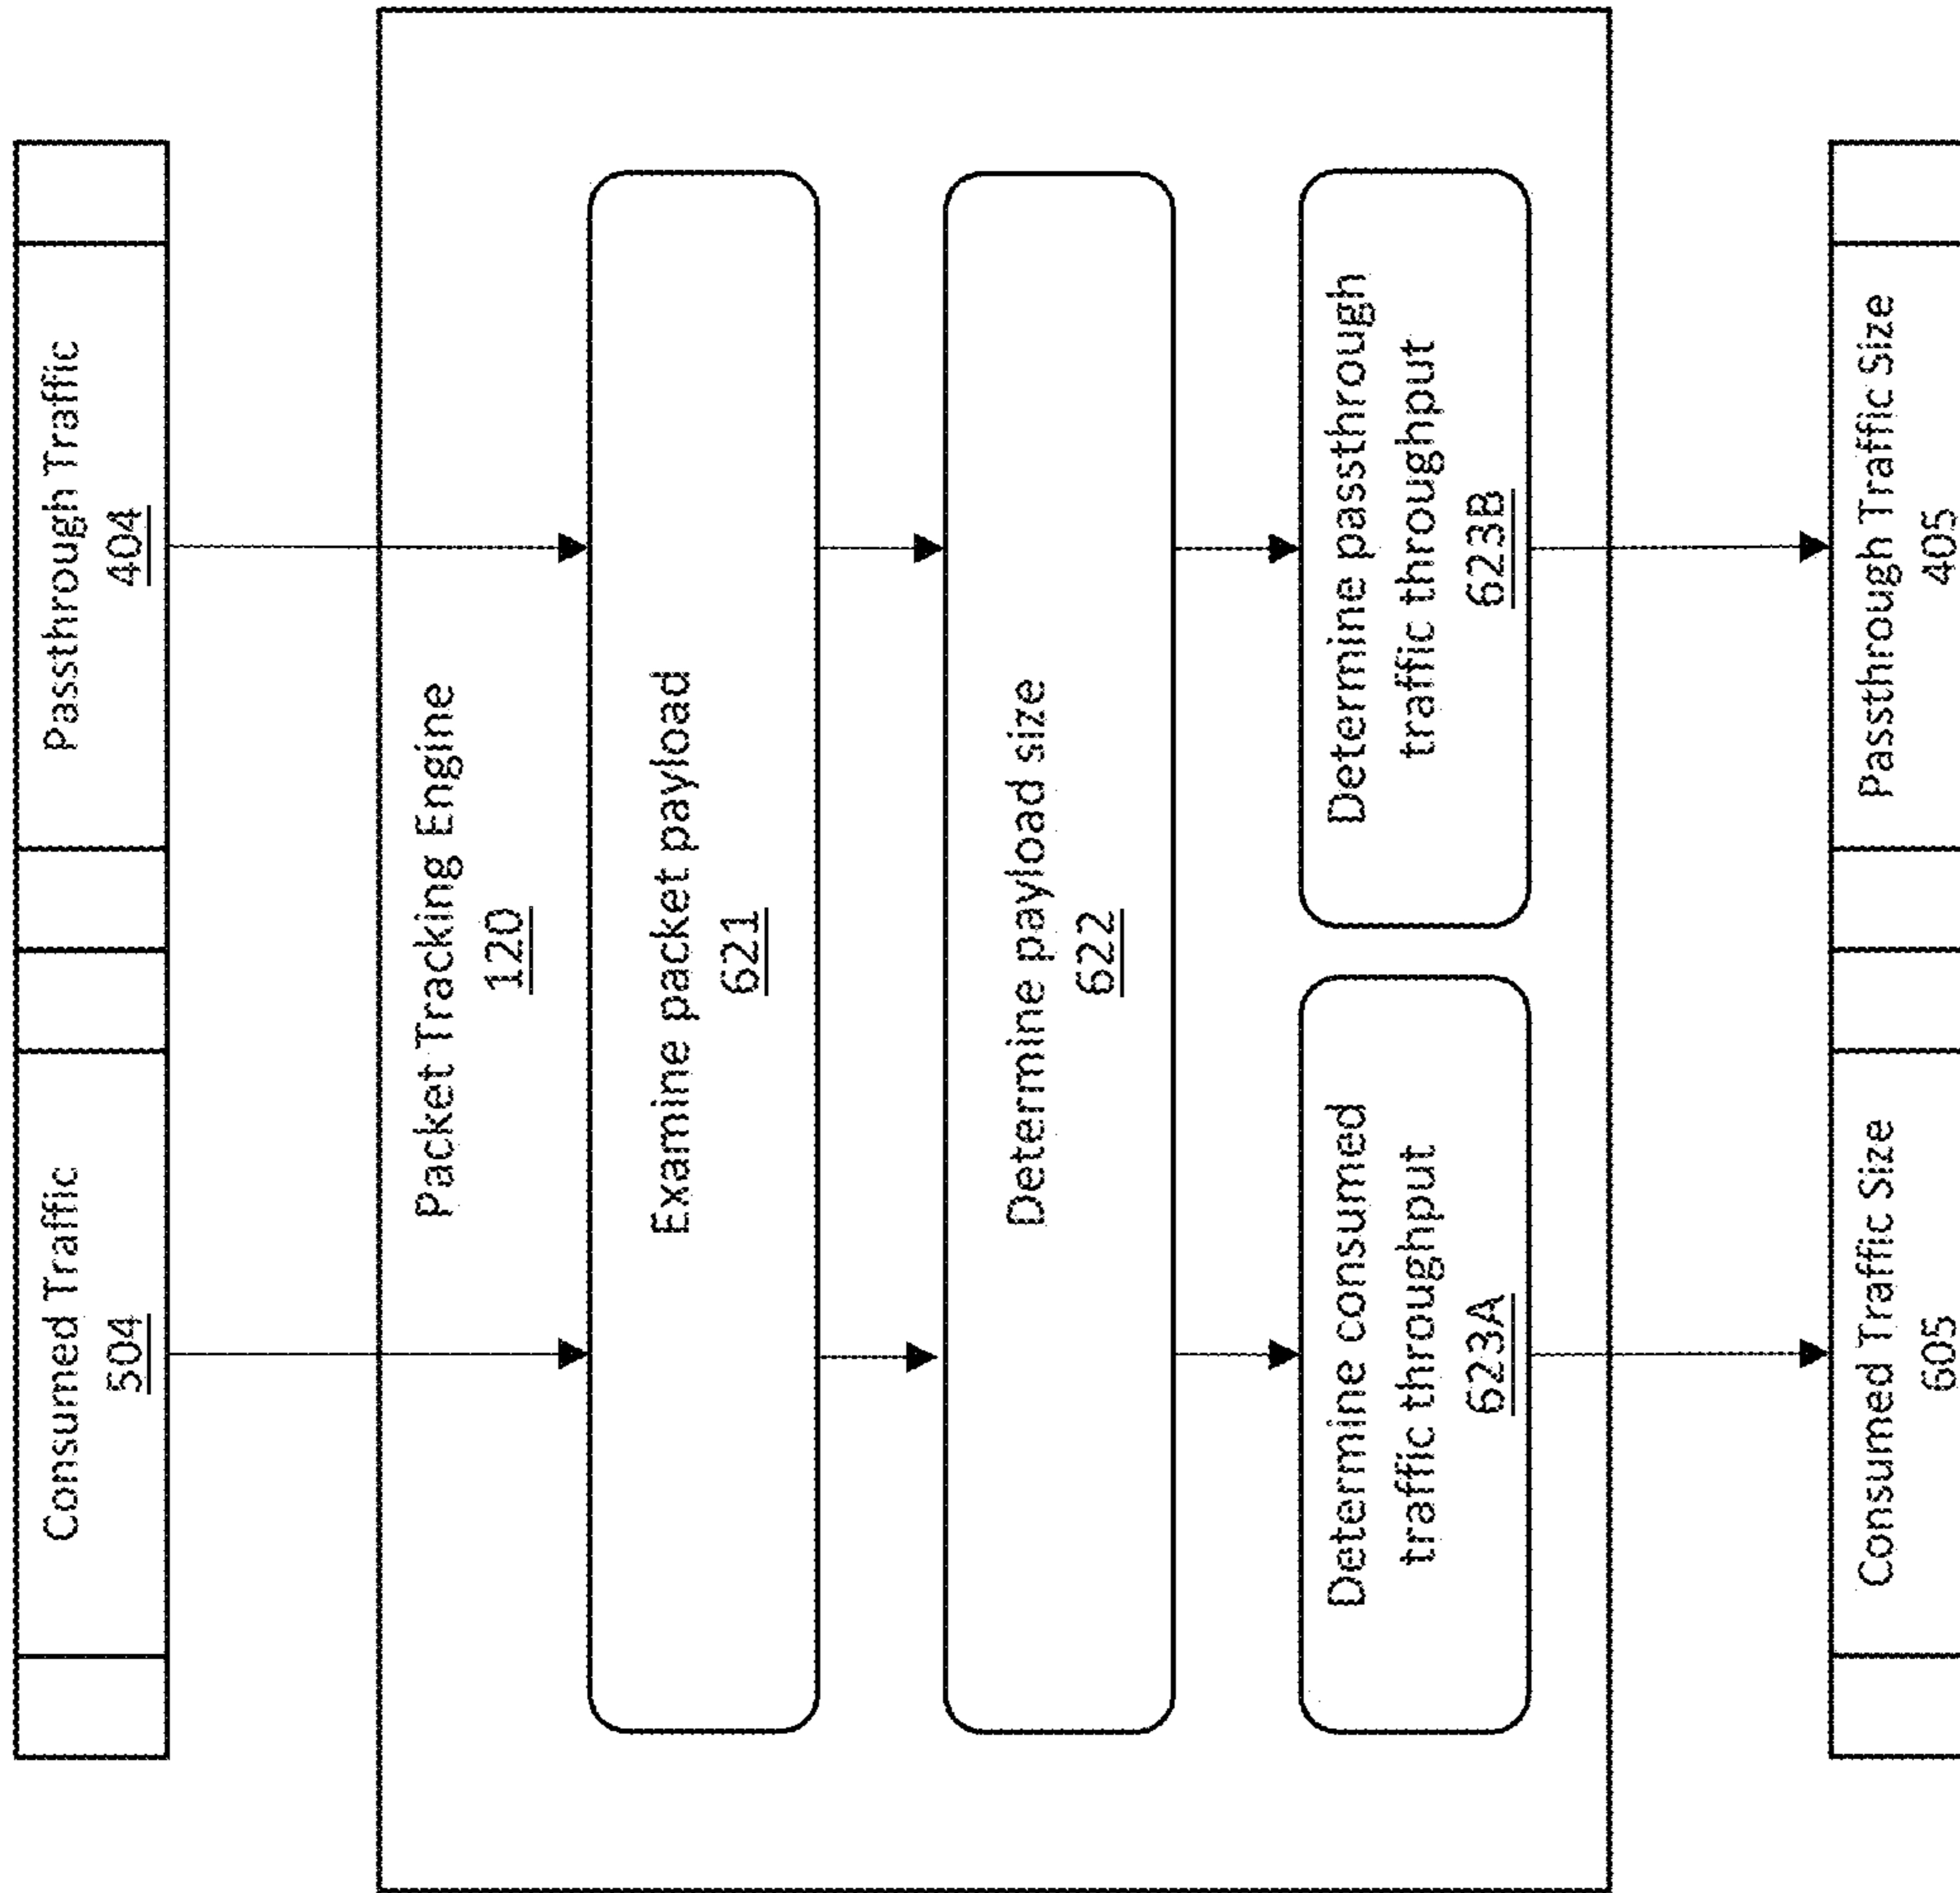 Consumed Traffic
504
Passthrough Traffic
404
Packet Tracking Engine
120
Examine packet payload
621
Determine payload size
622
Determine consumed
traffic throughput
623A
Determine passthrough
traffic throughput
623B
Consumed Traffic Size
605
Passthrough Traffic Size
405